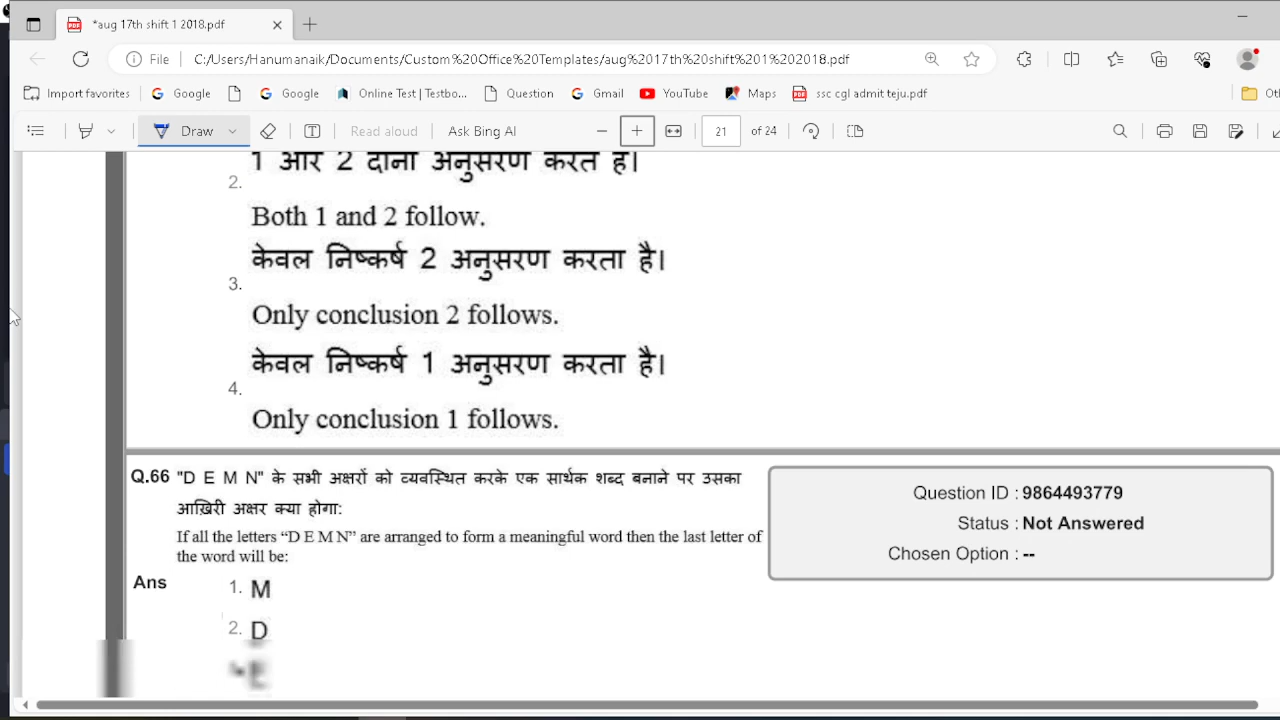 *aug 17th shift 1 2018.pdf
File C:/Users/Hanumanaik/Documents/Custom%20Office%20Templates/aug%2017th%20shift%201%202018.pdf
Import favorites Google Google Online Test | Testbo... Question Gmail YouTube Maps ssc cgl admit teju.pdf
Draw Read aloud Ask Bing AI 21 of 24
1 और 2 दोनों अनुसरण करते हैं।
2.
Both 1 and 2 follow.
केवल निष्कर्ष 2 अनुसरण करता है।
3.
Only conclusion 2 follows.
केवल निष्कर्ष 1 अनुसरण करता है।
4.
Only conclusion 1 follows.
Q.66 "D E M N" के सभी अक्षरों को व्यवस्थित करके एक सार्थक शब्द बनाने पर उसका
आख़िरी अक्षर क्या होगा:
If all the letters “D E M N” are arranged to form a meaningful word then the last letter of
the word will be:
Question ID : 9864493779
Status : Not Answered
Chosen Option : --
Ans
1. M
2. D